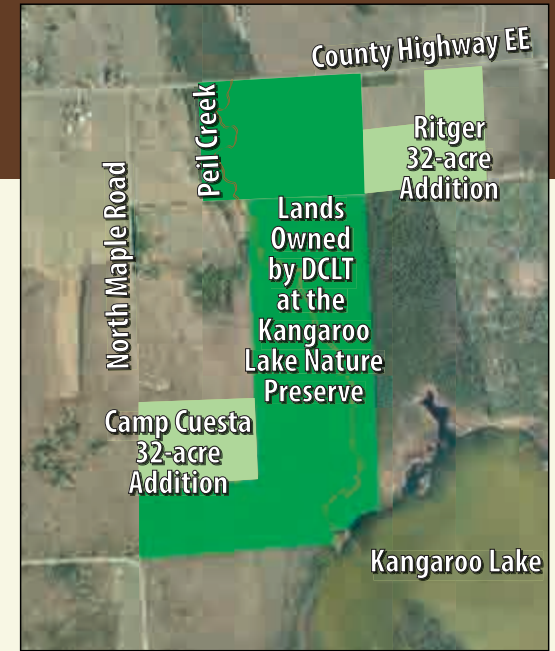 County Highway EE
Peil Creek
Ritger
32-acre
Addition
North Maple Road
Lands
Owned
by DCLT
at the
Kangaroo
Lake Nature
Preserve
Camp Cuesta
32-acre
Addition
Kangaroo Lake